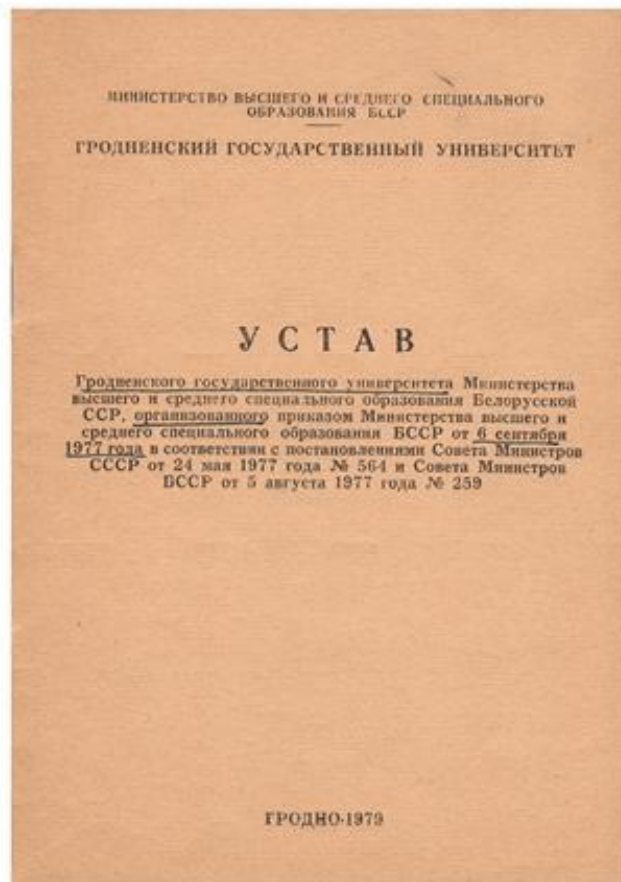 МИНИСТЕРСТВО ВЫСШЕГО И СРЕДНЕГО СПЕЦИАЛЬНОГО
ОБРАЗОВАНИЯ БССР
ГРОДНЕНСКИЙ ГОСУДАРСТВЕННЫЙ УНИВЕРСИТЕТ
УСТАВ
Гродненского государственного университета Министерства
высшего и среднего специального образования Белорусской
ССР, организованного приказом Министерства высшего и
среднего специального образования БССР от 6 сентября
1977 года в соответствии с постановлениями Совета Министров
СССР от 24 мая 1977 года № 564 и Совета Министров
БССР от 5 августа 1977 года № 259
ГРОДНО-1979